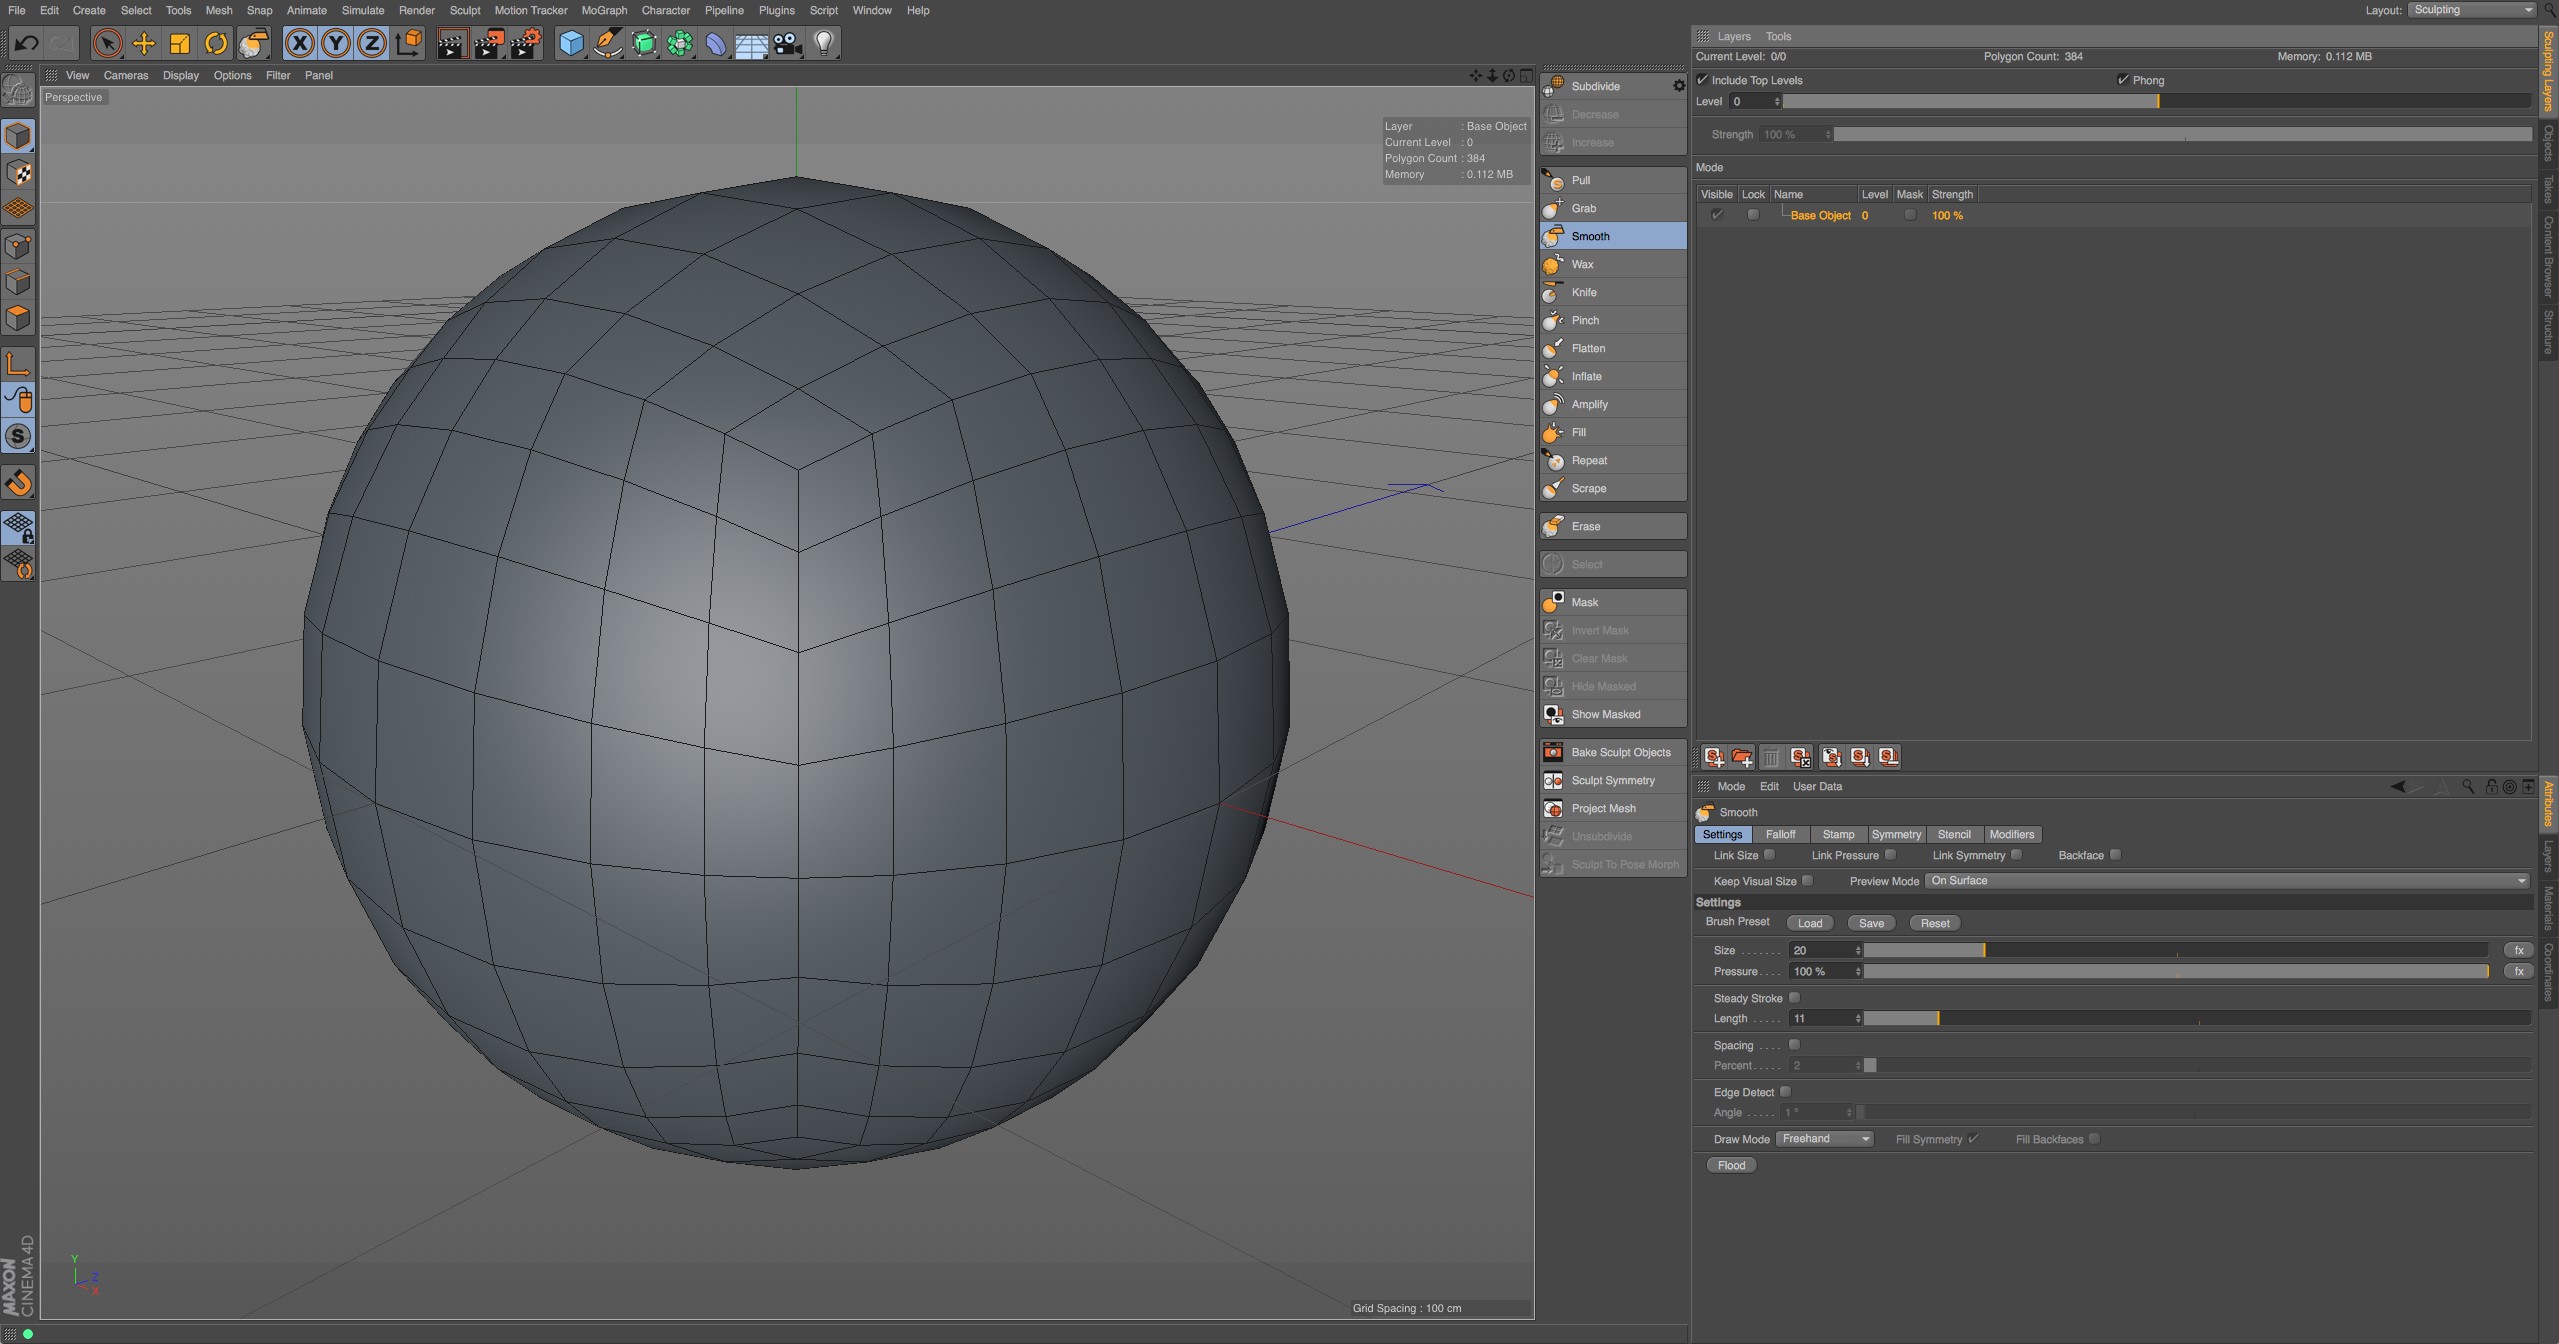 File Edit Create Select Tools Mesh Snap Animate Simulate Render Sculpt Motion Tracker MoGraph Character Pipeline Plugins Script Window Help
Layout: Sculpting
X Y Z
View Cameras Display Options Filter Panel
Perspective
Layer : Base Object
Current Level : 0
Polygon Count : 384
Memory : 0.112 MB
Grid Spacing : 100 cm
Y
Z
X
MAXON
CINEMA 4D
S
Subdivide
Decrease
Increase
Pull
Grab
Smooth
Wax
Knife
Pinch
Flatten
Inflate
Amplify
Fill
Repeat
Scrape
Erase
Select
Mask
Invert Mask
Clear Mask
Hide Masked
Show Masked
Bake Sculpt Objects
Sculpt Symmetry
Project Mesh
Unsubdivide
Sculpt To Pose Morph
Layers Tools
Current Level: 0/0 Polygon Count: 384 Memory: 0.112 MB
Include Top Levels Phong
Level 0
Strength 100 %
Mode
Visible Lock Name Level Mask Strength
Base Object 0 100 %
Mode Edit User Data
Smooth
Settings Falloff Stamp Symmetry Stencil Modifiers
Link Size Link Pressure Link Symmetry Backface
Keep Visual Size Preview Mode On Surface
Settings
Brush Preset Load Save Reset
Size ....... 20 fx
Pressure.... 100 % fx
Steady Stroke
Length ..... 11
Spacing ....
Percent..... 2
Edge Detect
Angle ..... 1 °
Draw Mode Freehand Fill Symmetry Fill Backfaces
Flood
Sculpting Layers
Objects
Takes
Content Browser
Structure
Attributes
Layers
Materials
Coordinates